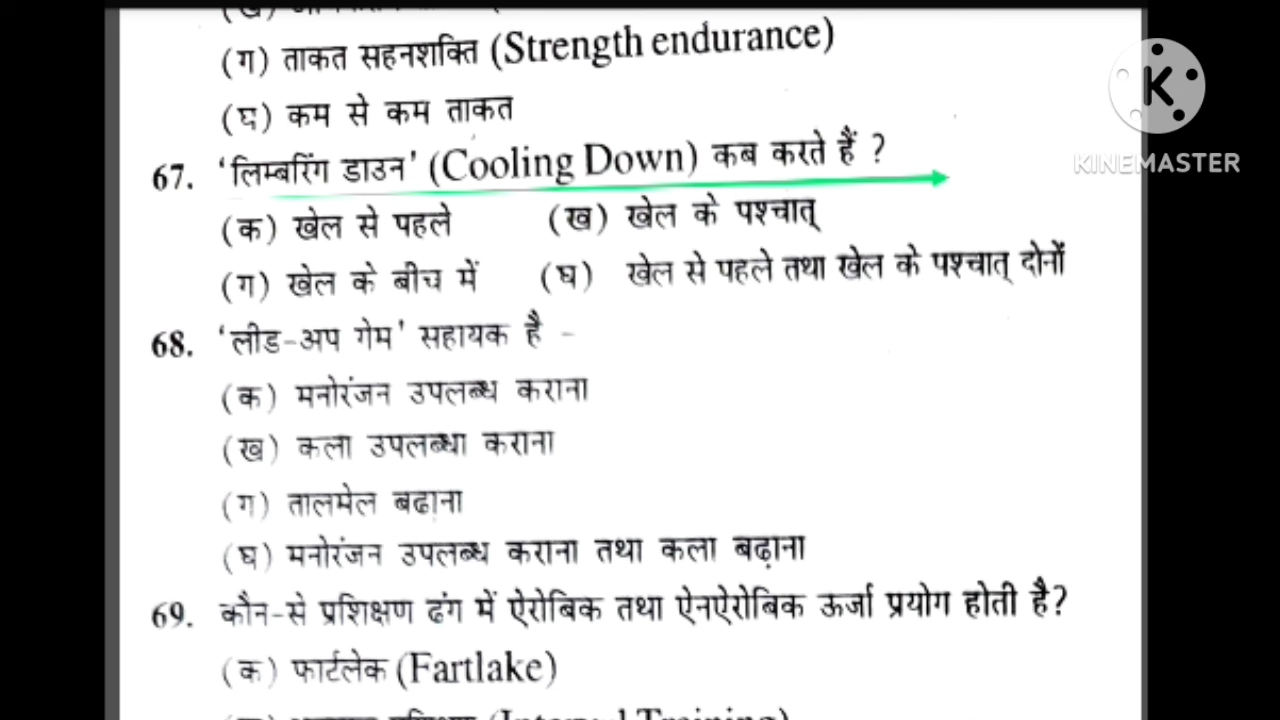 (ग) ताकत सहनशक्ति (Strength endurance)
(घ) कम से कम ताकत
67. 'लिम्बरिंग डाउन' (Cooling Down) कब करते हैं ?
(क) खेल से पहले (ख) खेल के पश्चात्
(ग) खेल के बीच में (घ) खेल से पहले तथा खेल के पश्चात् दोनों
68. 'लीड-अप गेम' सहायक है -
(क) मनोरंजन उपलब्ध कराना
(ख) कला उपलब्धा कराना
(ग) तालमेल बढाना
(घ) मनोरंजन उपलब्ध कराना तथा कला बढ़ाना
69. कौन-से प्रशिक्षण ढंग में ऐरोबिक तथा ऐनऐरोबिक ऊर्जा प्रयोग होती है?
(क) फार्टलेक (Fartlake)
K
KINEMASTER